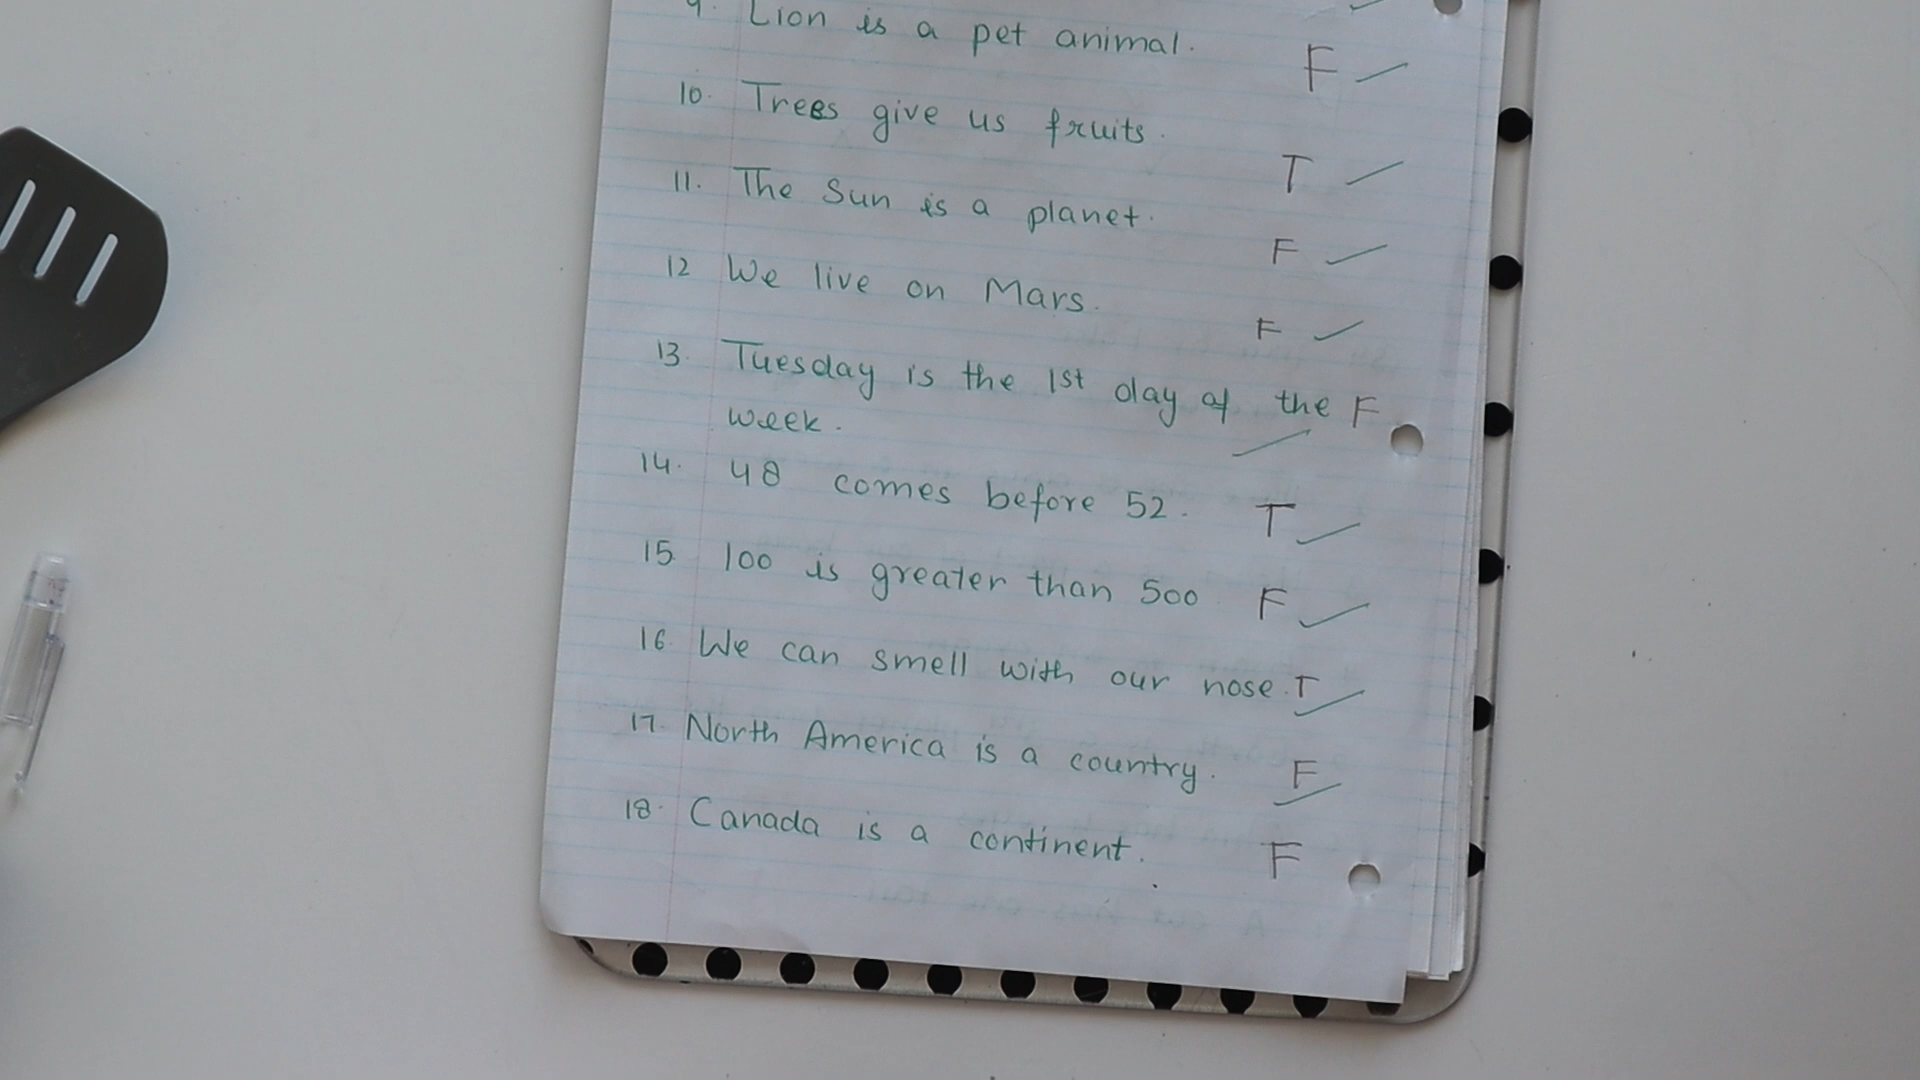 9. Lion is a pet animal. F
10. Trees give us fruits. T
11. The Sun is a planet. F
12 We live on Mars. F
13. Tuesday is the 1st day of the F
week.
14. 48 comes before 52. T
15. 100 is greater than 500 F
16. We can smell with our nose. T
17. North America is a country. F
18. Canada is a continent. F